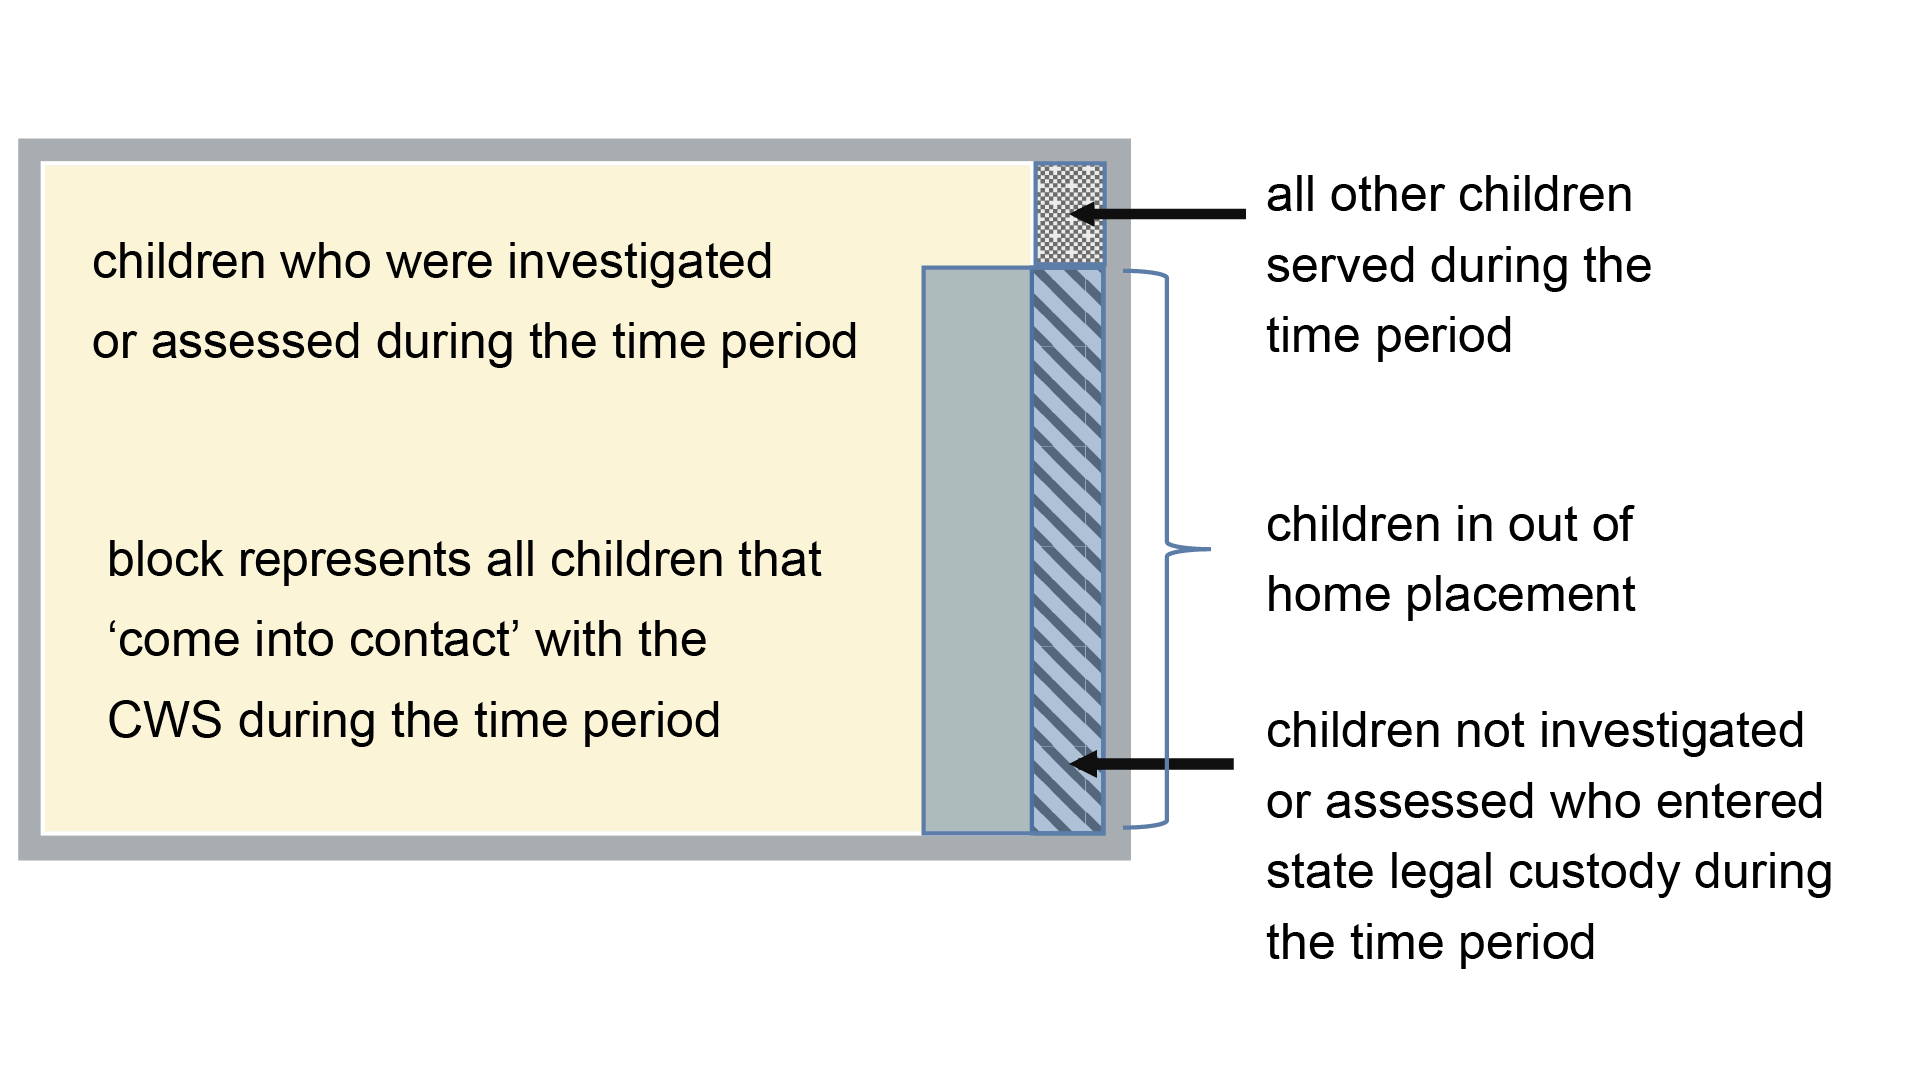 children who were investigated
or assessed during the time period
block represents all children that
‘come into contact’ with the
CWS during the time period
all other children
served during the
time period
children in out of
home placement
children not investigated
or assessed who entered
state legal custody during
the time period